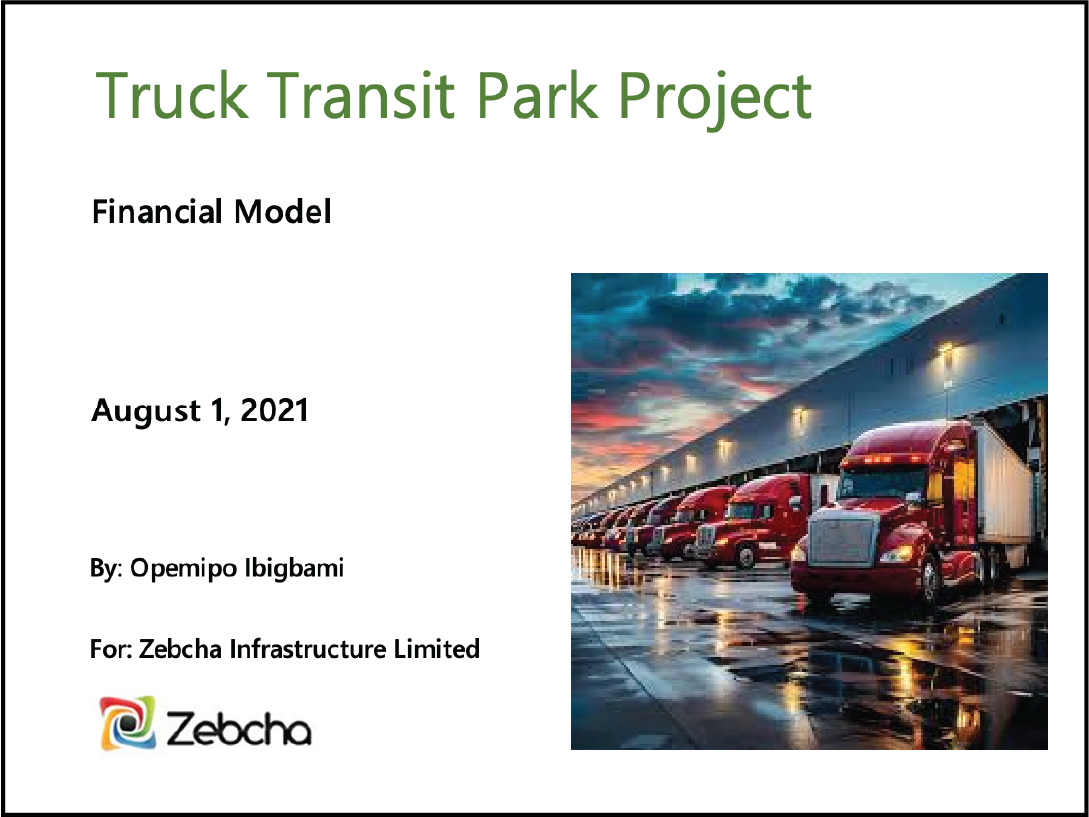 Truck Transit Park Project
Financial Model
August 1, 2021
By: Opemipo Ibigbami
For: Zebcha Infrastructure Limited
Zebcha